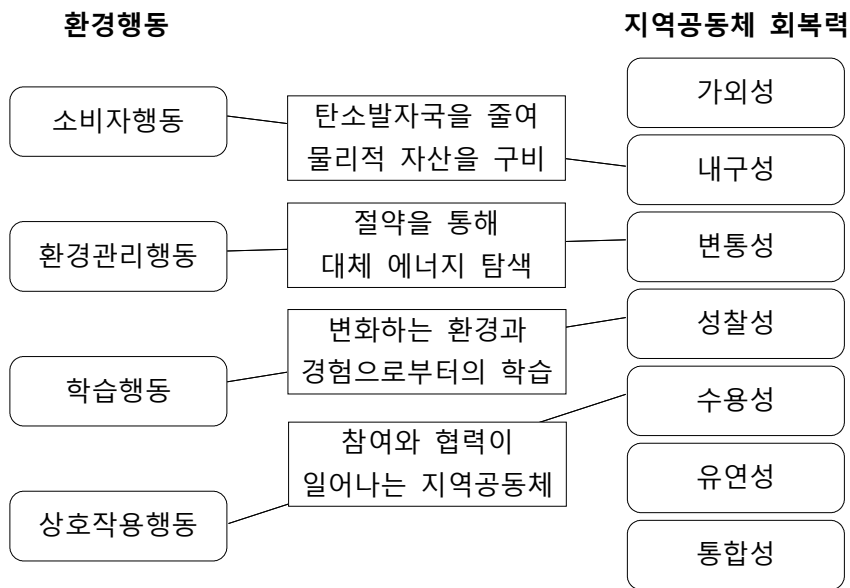 환경행동
지역공동체 회복력
소비자행동
환경관리행동
학습행동
상호작용행동
탄소발자국을 줄여
물리적 자산을 구비
절약을 통해
대체 에너지 탐색
변화하는 환경과
경험으로부터의 학습
참여와 협력이
일어나는 지역공동체
가외성
내구성
변통성
성찰성
수용성
유연성
통합성